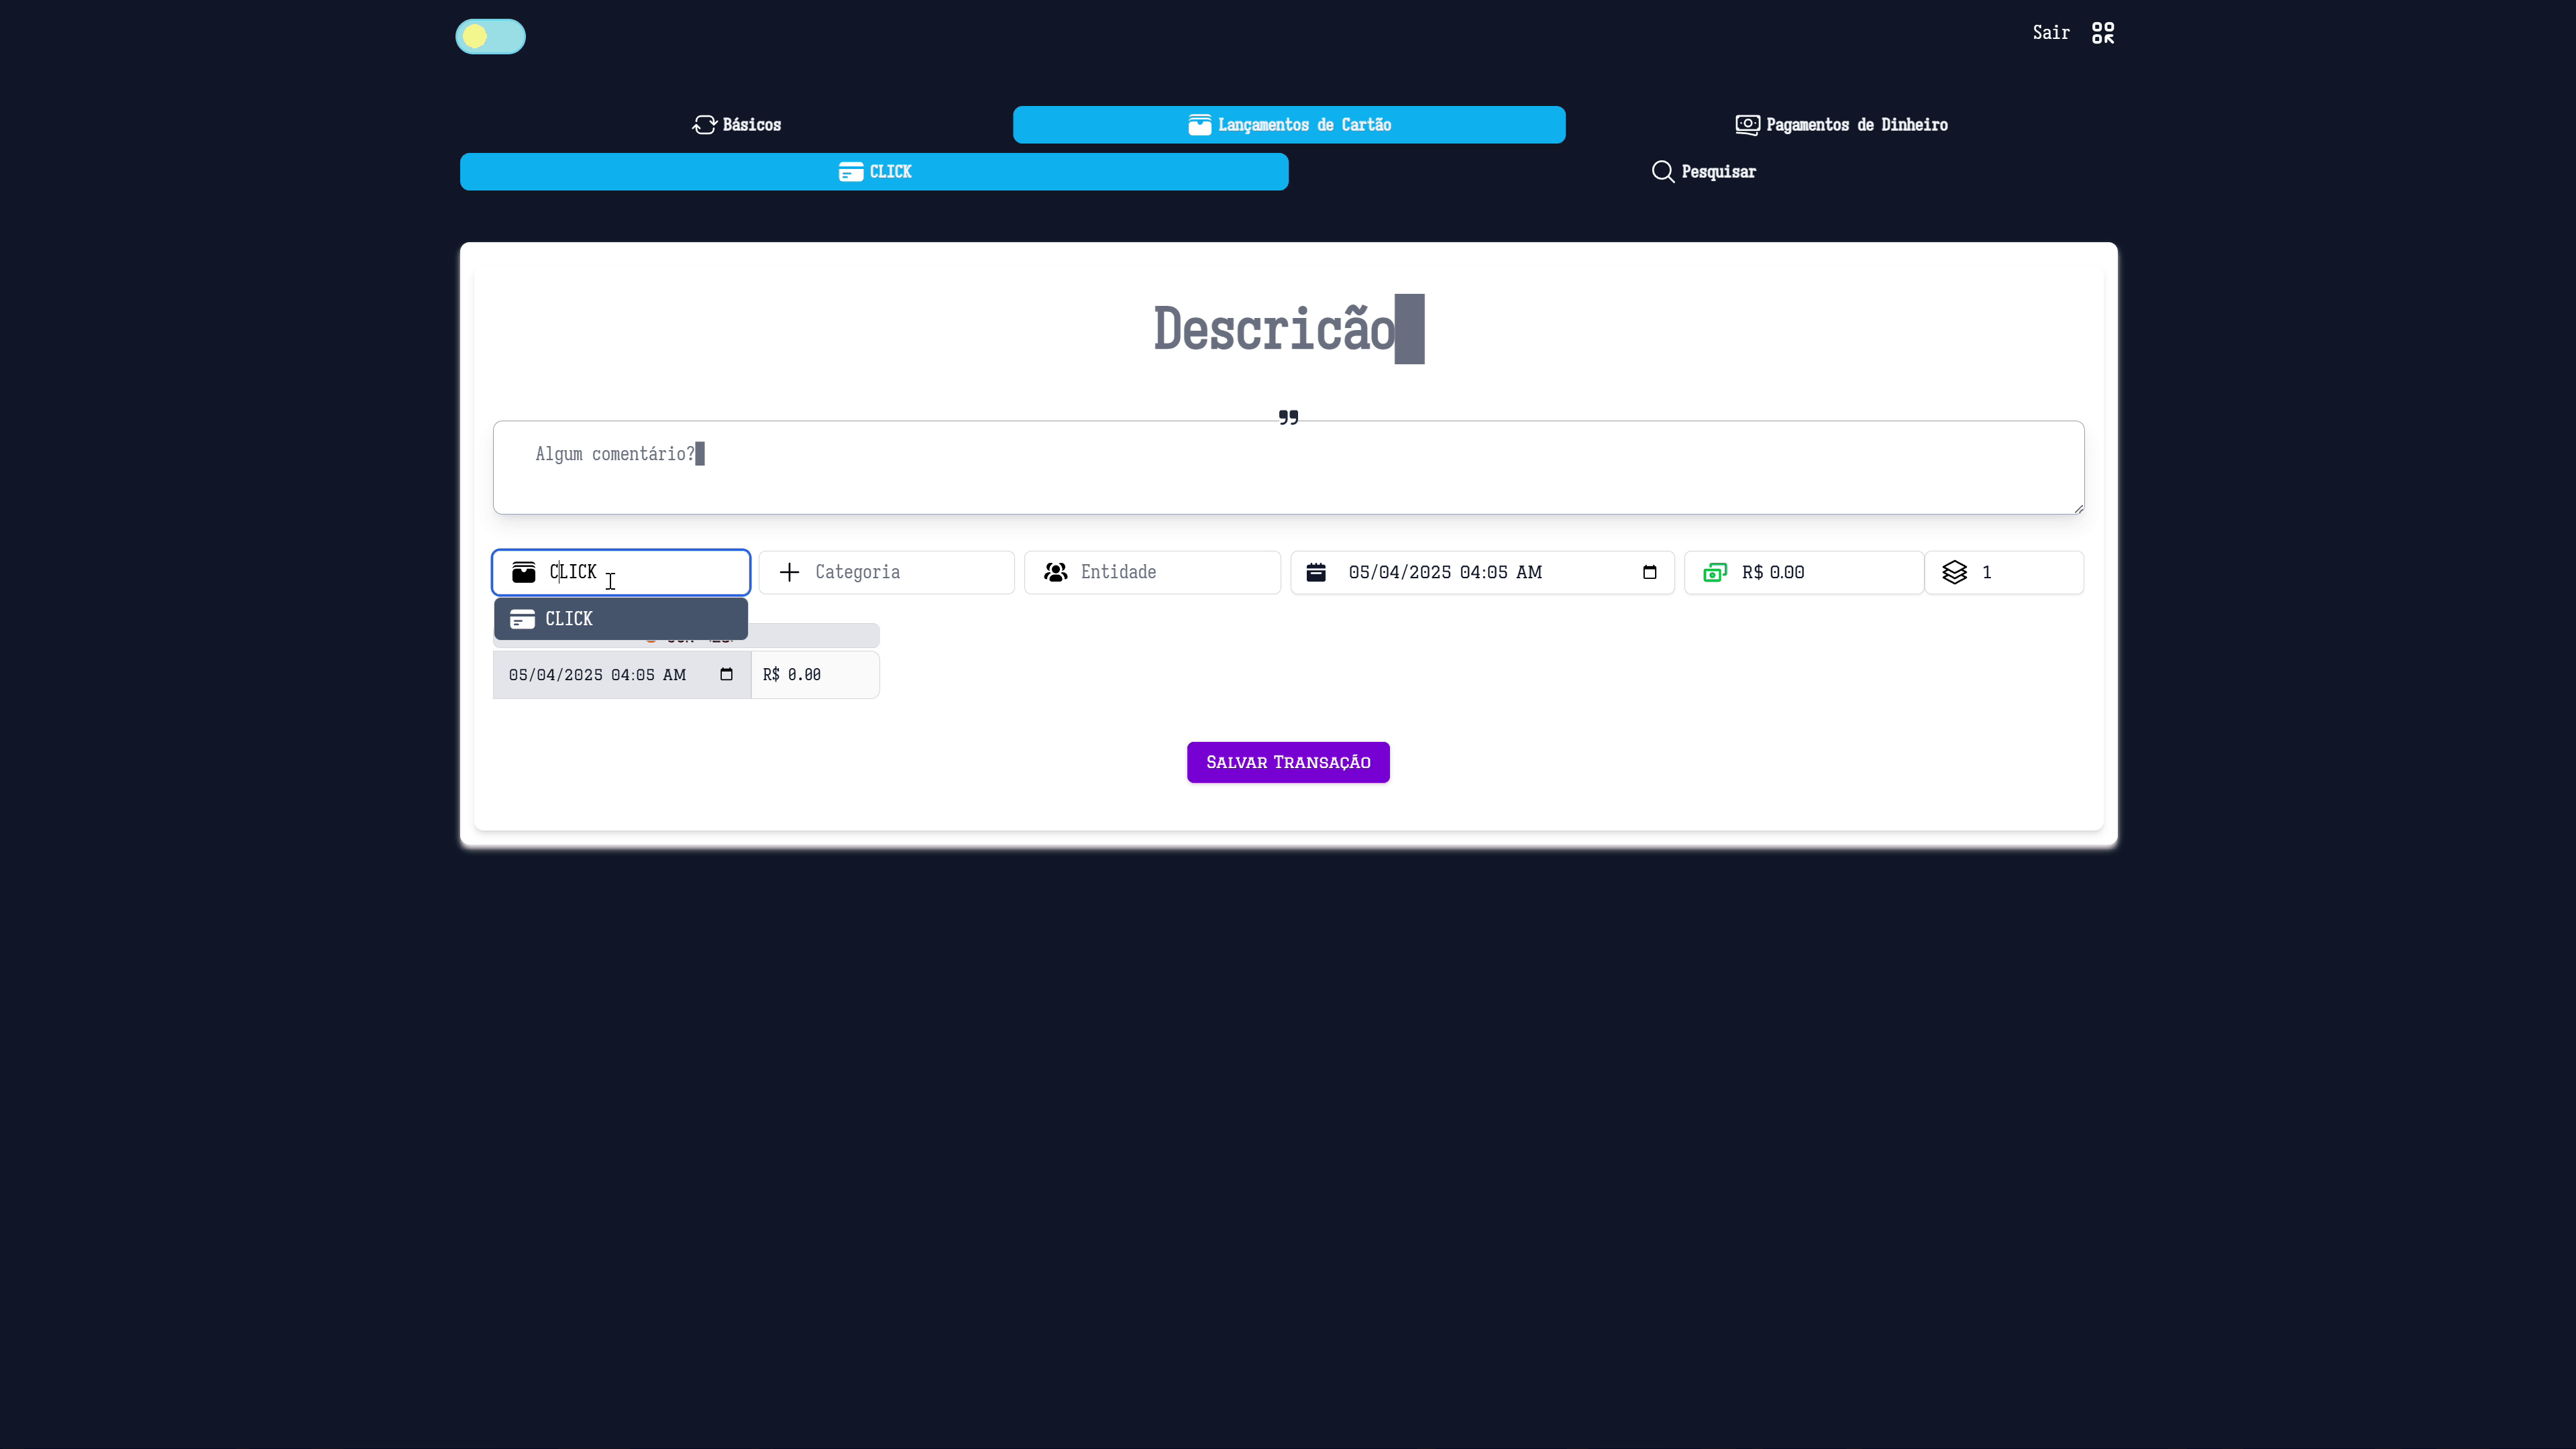 Sair
Básicos
Lançamentos de Cartão
Pagamentos de Dinheiro
CLICK
Pesquisar
Descricão
Algum comentário?
CLICK
Categoria
Entidade
05/04/2025 04:05 AM
R$ 0.00
1
CLICK
05/04/2025 04:05 AM
R$ 0.00
Salvar Transação